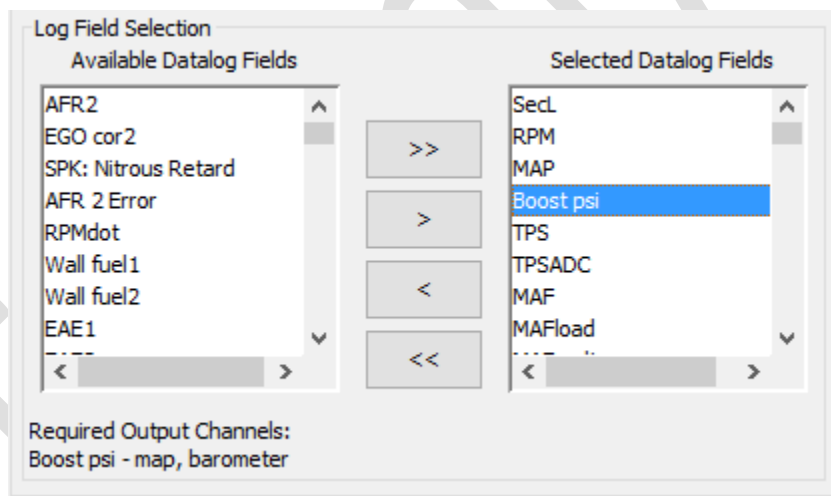 Log Field Selection
Available Datalog Fields
Selected Datalog Fields
AFR2
EGO cor2
SPK: Nitrous Retard
AFR 2 Error
RPMdot
Wall fuel1
Wall fuel2
EAE1
>>
>
<
<<
SecL
RPM
MAP
Boost psi
TPS
TPSADC
MAF
MAFload
Required Output Channels:
Boost psi - map, barometer